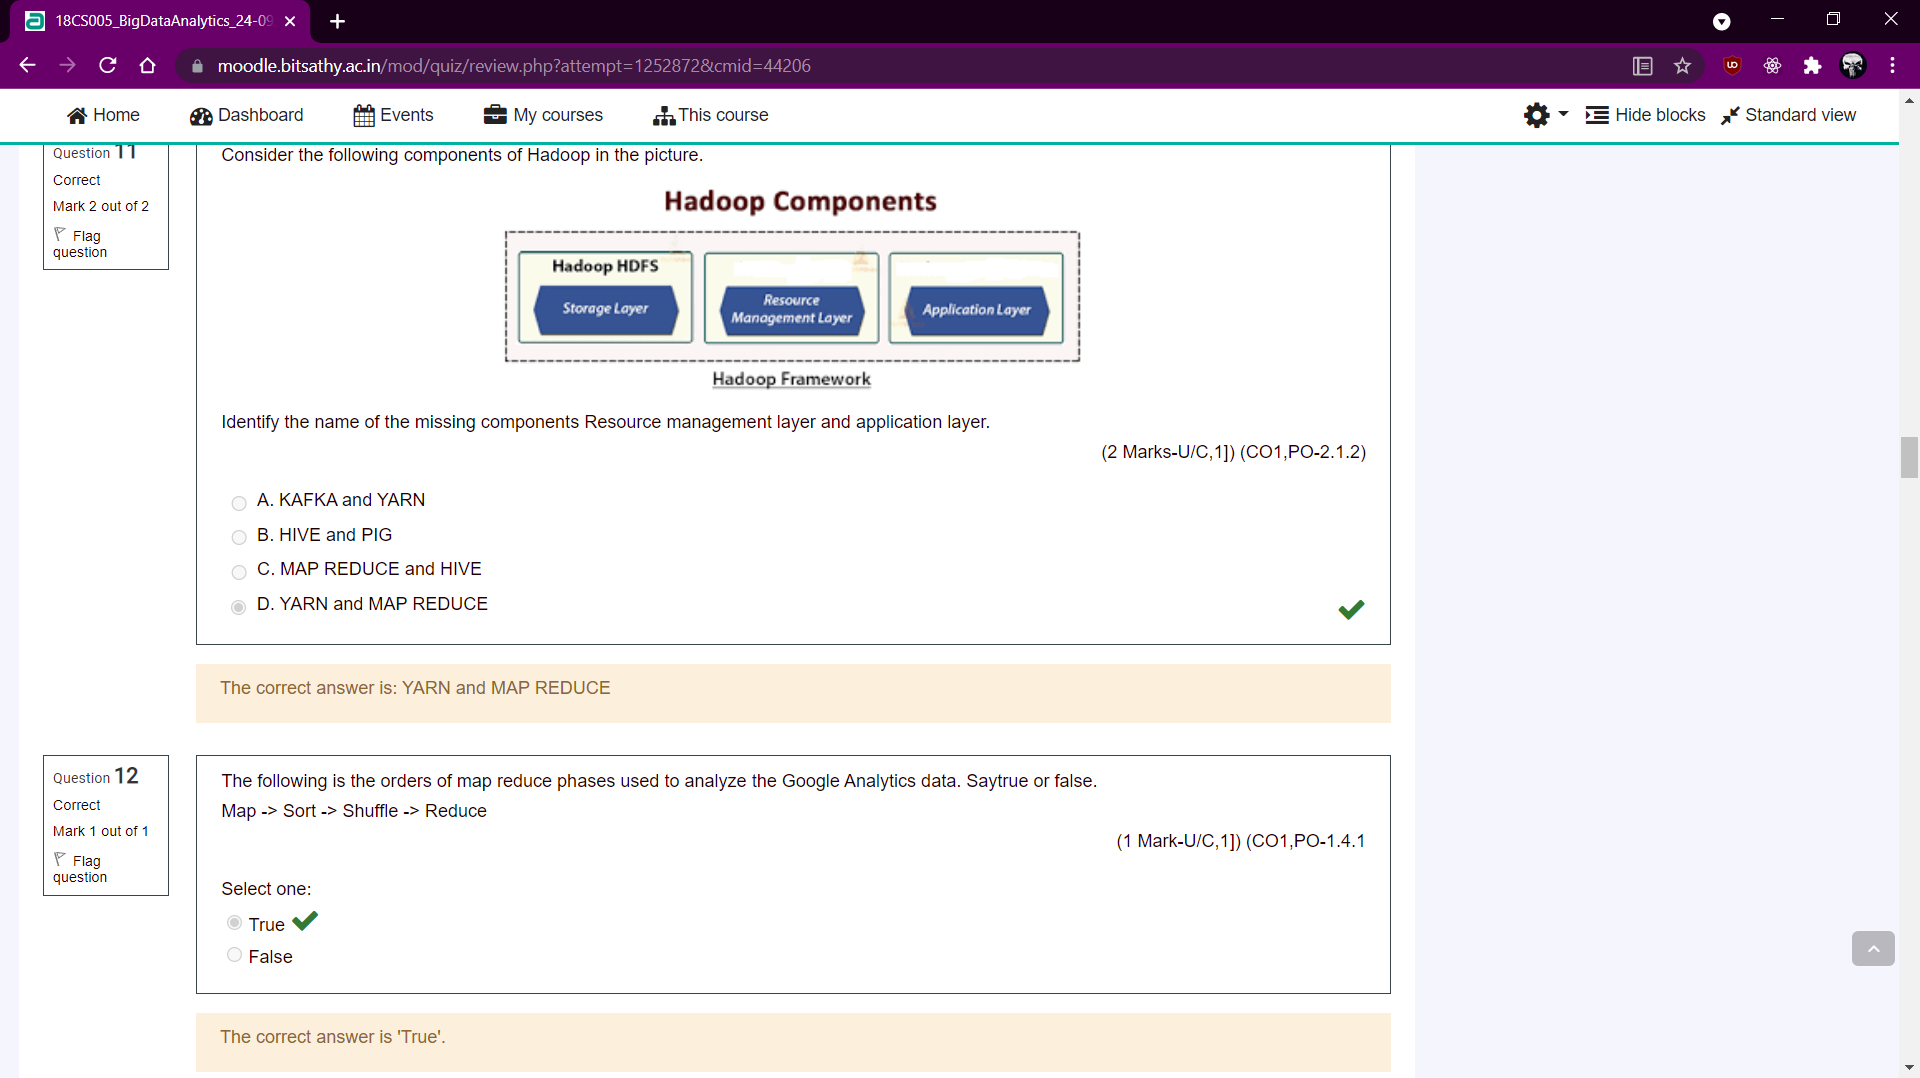 18CS005_BigDataAnalytics_24-09
moodle.bitsathy.ac.in/mod/quiz/review.php?attempt=1252872&cmid=44206
Home Dashboard Events My courses This course Hide blocks Standard view
Question 11
Correct
Mark 2 out of 2
Flag
question
Consider the following components of Hadoop in the picture.
Hadoop Components
Hadoop HDFS
Storage Layer
Resource
Management Layer
Application Layer
Hadoop Framework
Identify the name of the missing components Resource management layer and application layer.
(2 Marks-U/C,1]) (CO1,PO-2.1.2)
A. KAFKA and YARN
B. HIVE and PIG
C. MAP REDUCE and HIVE
D. YARN and MAP REDUCE
The correct answer is: YARN and MAP REDUCE
Question 12
Correct
Mark 1 out of 1
Flag
question
The following is the orders of map reduce phases used to analyze the Google Analytics data. Saytrue or false.
Map -> Sort -> Shuffle -> Reduce
(1 Mark-U/C,1]) (CO1,PO-1.4.1
Select one:
True
False
The correct answer is 'True'.